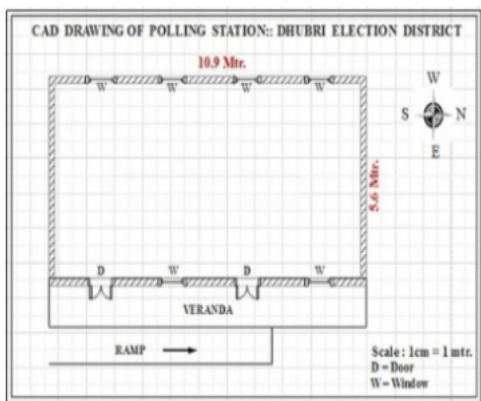 CAD DRAWING OF POLLING STATION:: DHUBRI ELECTION DISTRICT
10.9 Mtr.
W W W W
W
S N
E
5.6 Mtr.
D W D W
VERANDA
RAMP
Scale : 1cm = 1 mtr.
D = Door
W = Window